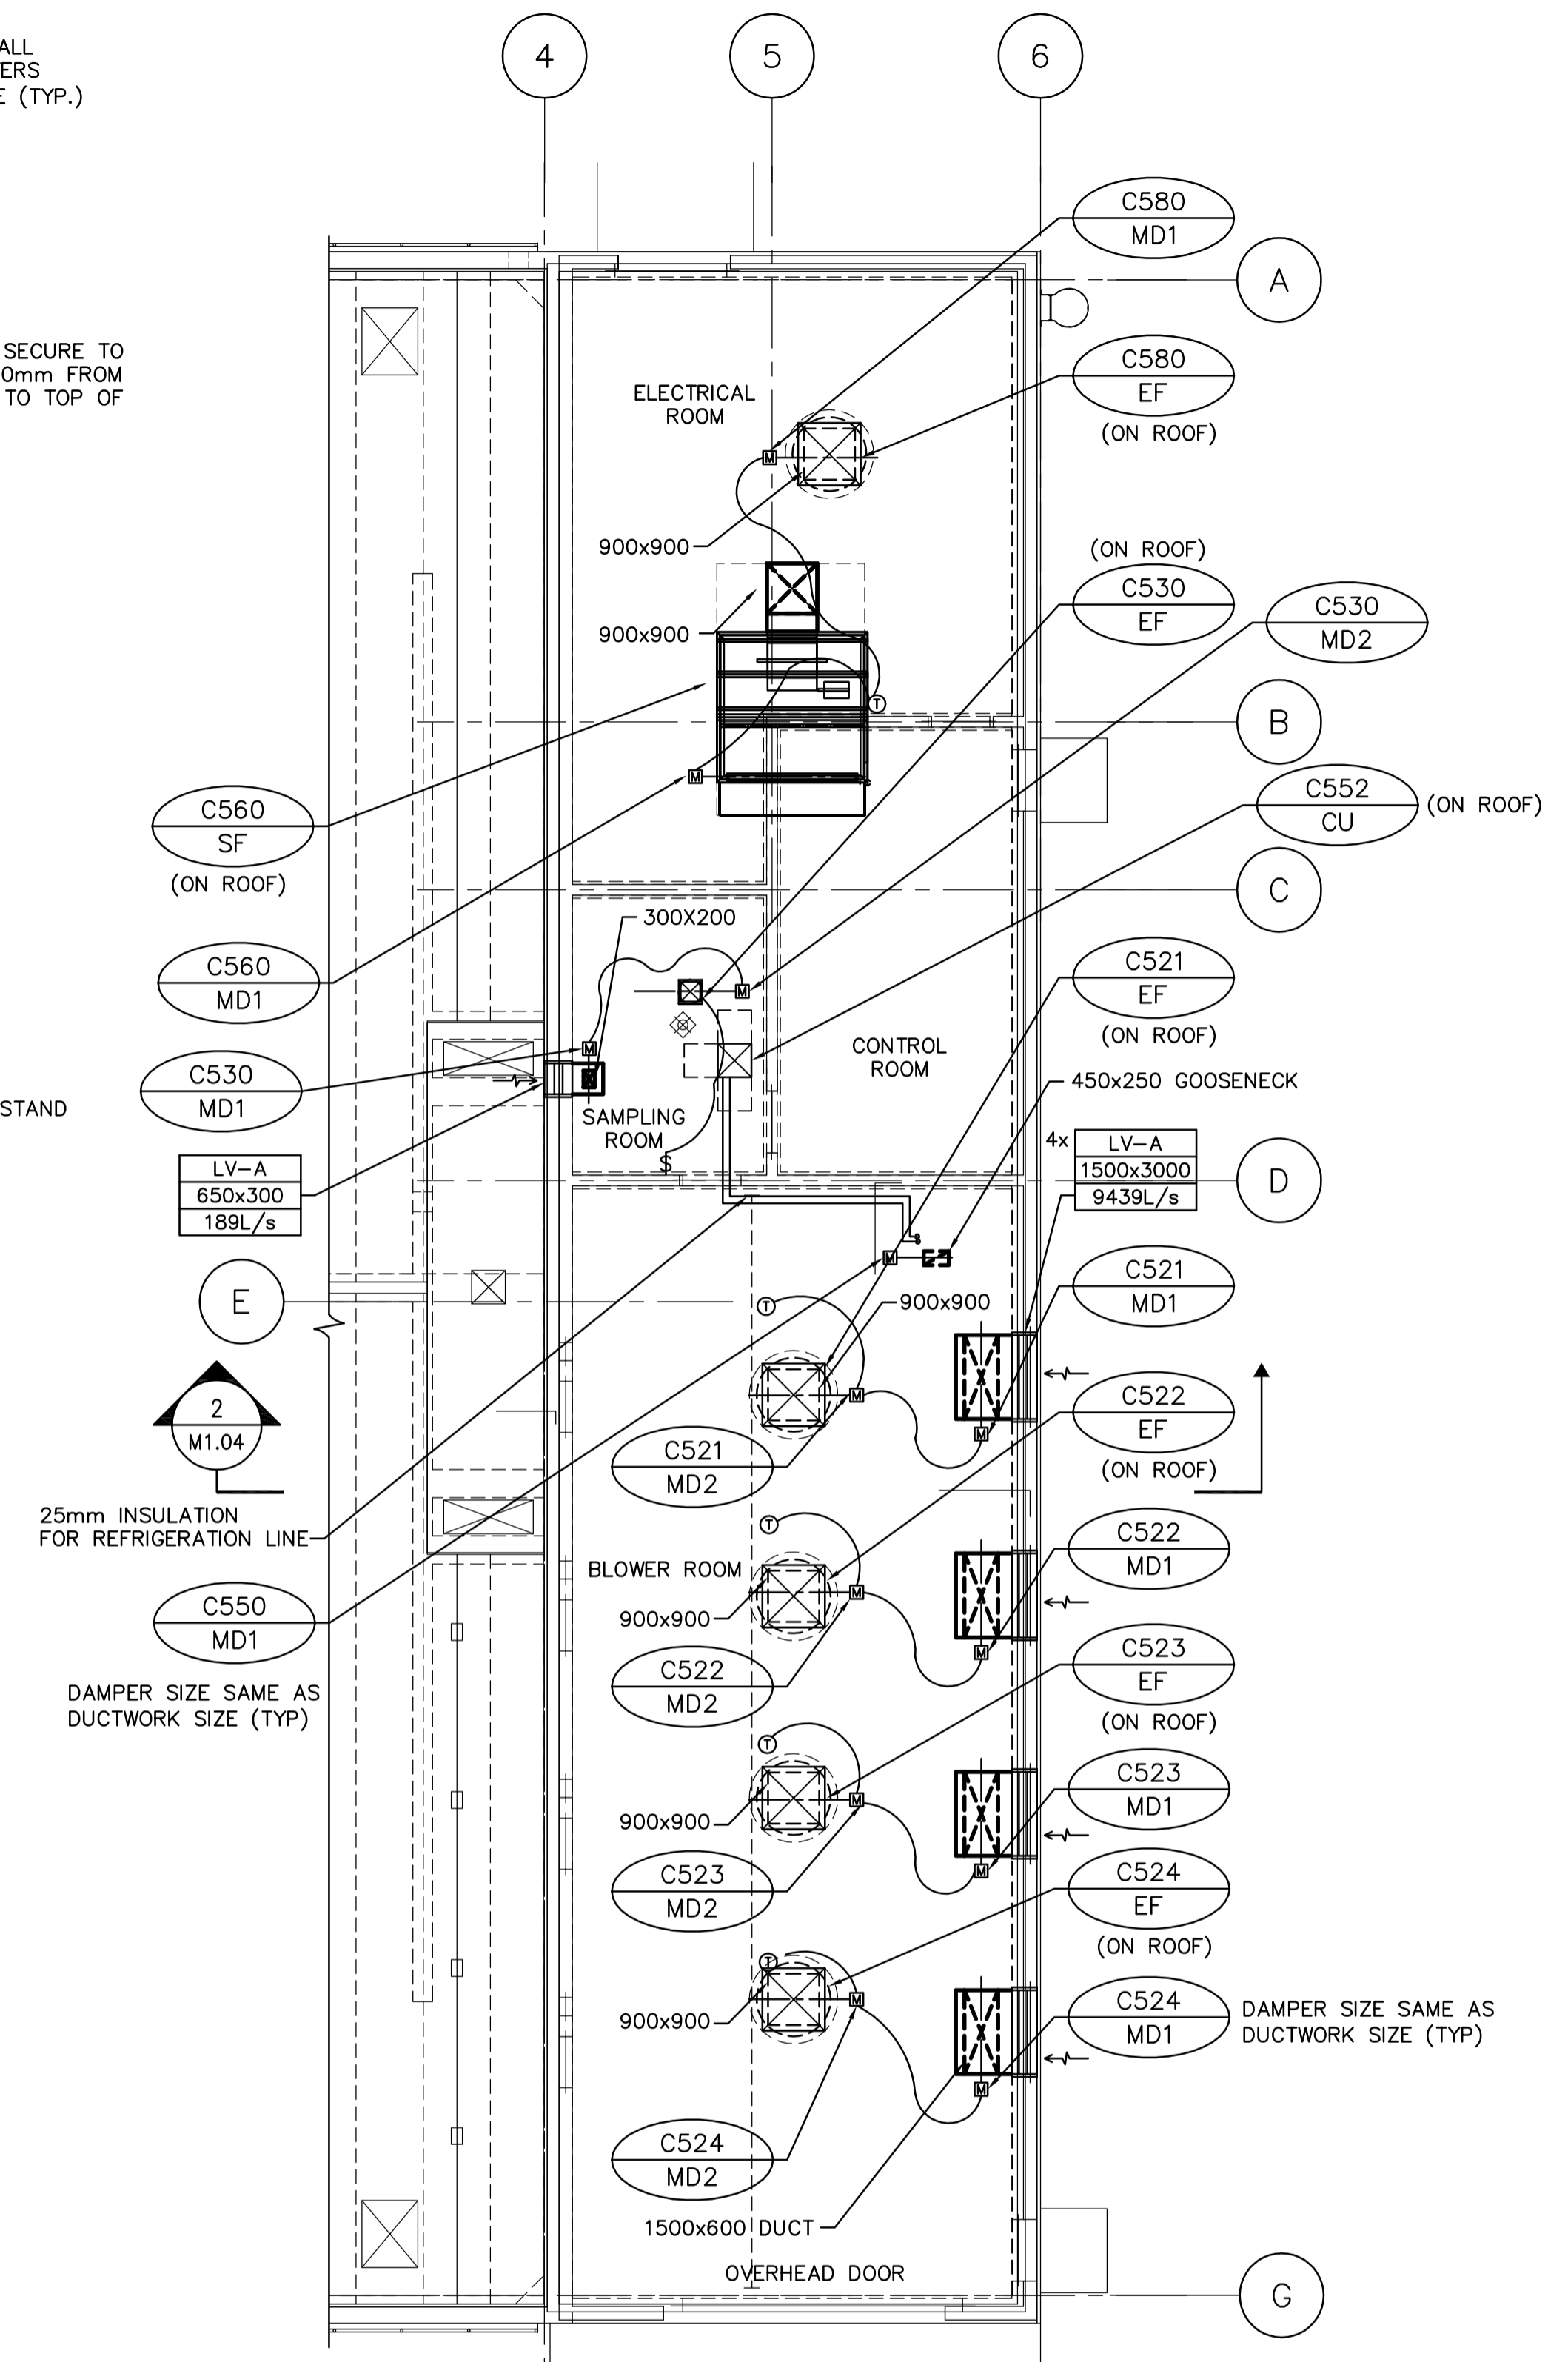 ALL
ERS
E (TYP.)
4
5
6
C580
MD1
A
SECURE TO
0mm FROM
TO TOP OF
C580
EF
(ON ROOF)
ELECTRICAL
ROOM
M
900x900
(ON ROOF)
C530
EF
C530
MD2
900x900
T
B
M
C560
SF
(ON ROOF)
C552
CU
(ON ROOF)
C
300X200
C560
MD1
M
C521
EF
(ON ROOF)
C530
MD1
M
CONTROL
ROOM
450x250 GOOSENECK
STAND
SAMPLING
ROOM
S
LV-A
650x300
189L/s
4x
LV-A
1500x3000
9439L/s
D
M
E
T
900x900
C521
MD1
M
M
2
M1.04
C521
MD2
C522
EF
(ON ROOF)
25mm INSULATION
FOR REFRIGERATION LINE
T
BLOWER ROOM
M
900x900
C522
MD1
M
C550
MD1
C522
MD2
C523
EF
(ON ROOF)
DAMPER SIZE SAME AS
DUCTWORK SIZE (TYP)
T
M
900x900
C523
MD1
M
C523
MD2
C524
EF
(ON ROOF)
T
M
900x900
C524
MD1
DAMPER SIZE SAME AS
DUCTWORK SIZE (TYP)
M
C524
MD2
1500x600 DUCT
OVERHEAD DOOR
G